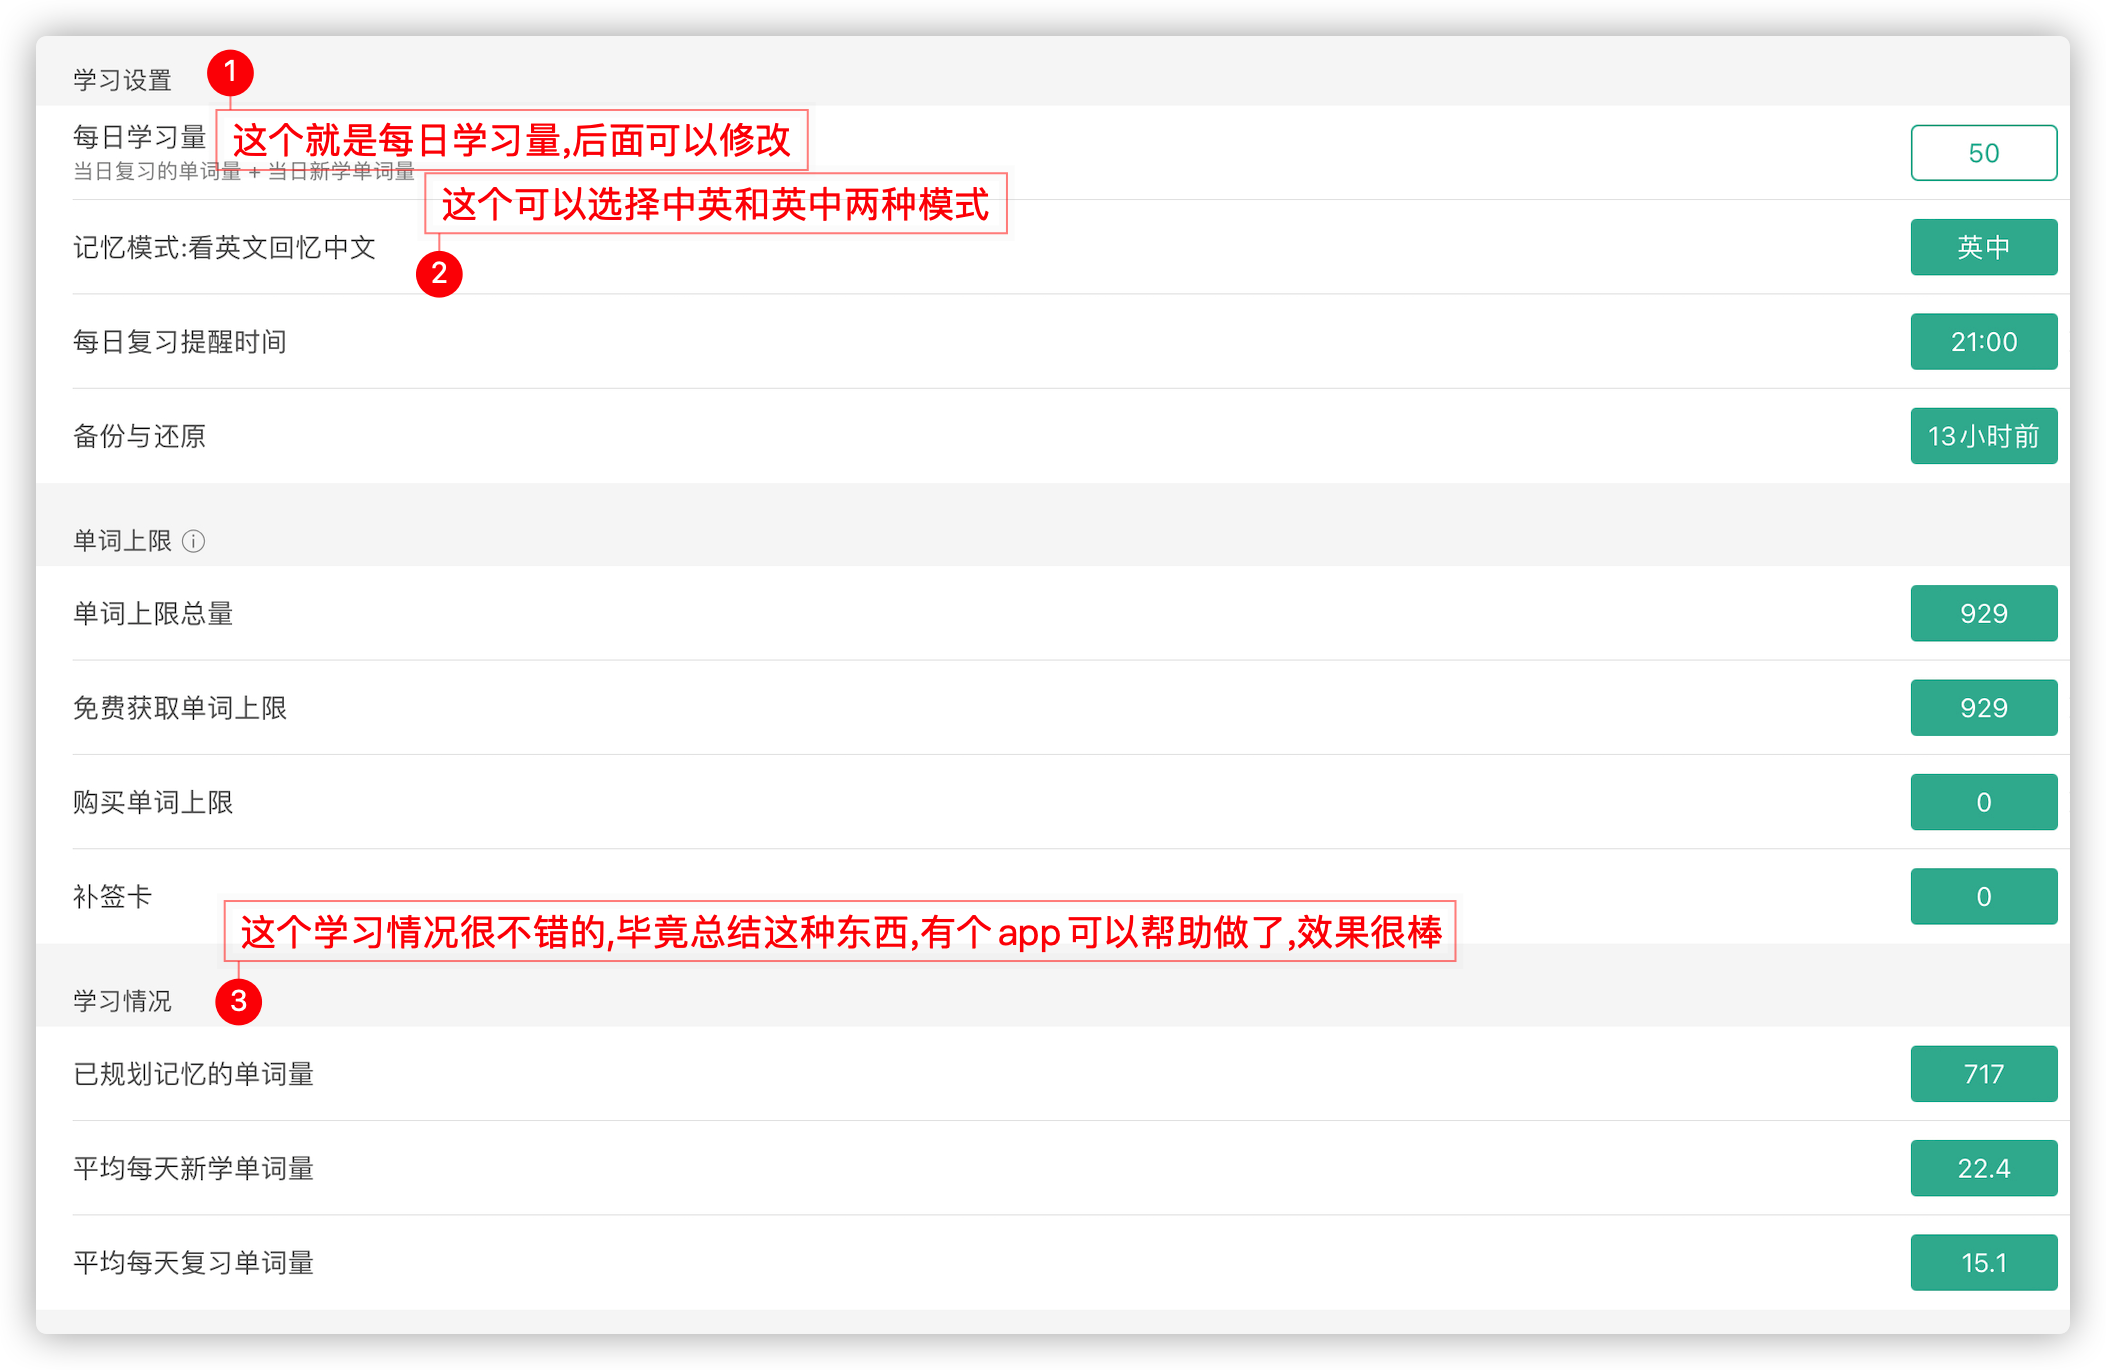 学习设置
1
每日学习量
这个就是每日学习量,后面可以修改
50
当日复习的单词量 + 当日新学单词量
这个可以选择中英和英中两种模式
记忆模式:看英文回忆中文
2
英中
每日复习提醒时间
21:00
备份与还原
13小时前
单词上限
单词上限总量
929
免费获取单词上限
929
购买单词上限
0
补签卡
0
这个学习情况很不错的,毕竟总结这种东西,有个app可以帮助做了,效果很棒
学习情况
3
已规划记忆的单词量
717
平均每天新学单词量
22.4
平均每天复习单词量
15.1